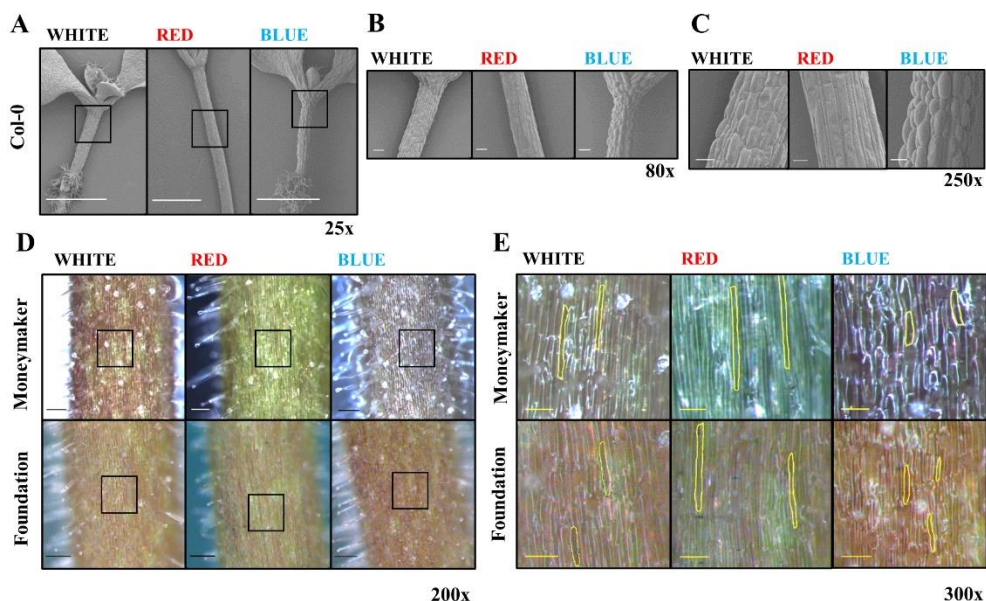 A
WHITE RED BLUE
Col-0
25x
B
WHITE RED BLUE
80x
C
WHITE RED BLUE
250x
D
WHITE RED BLUE
Moneymaker
Foundation
200x
E
WHITE RED BLUE
Moneymaker
Foundation
300x